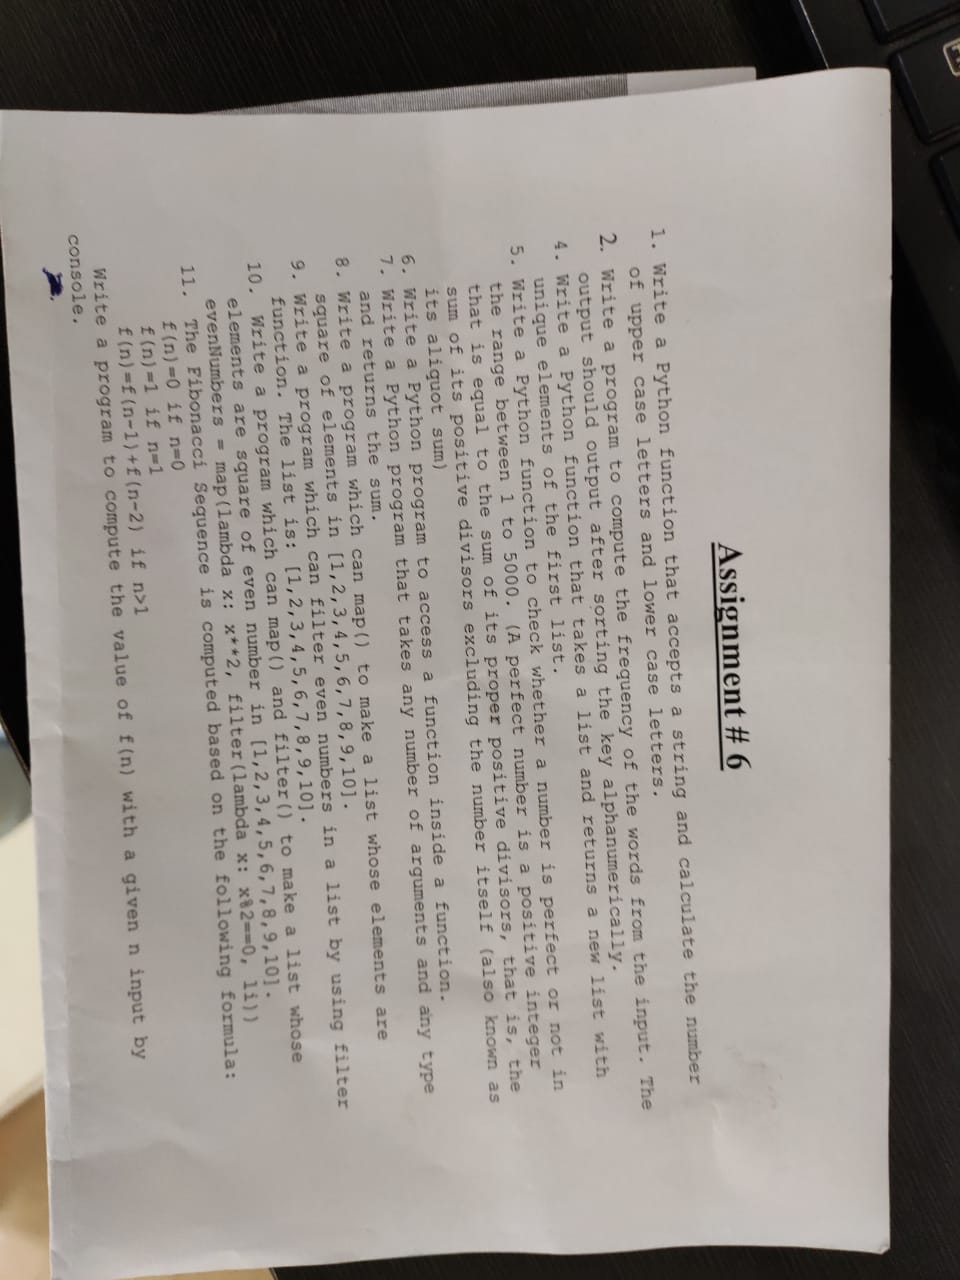 Assignment # 6
1. Write a Python function that accepts a string and calculate the number
of upper case letters and lower case letters.
2. Write a program to compute the frequency of the words from the input. The
output should output after sorting the key alphanumerically.
4. Write a Python function that takes a list and returns a new list with
unique elements of the first list.
5. Write a Python function to check whether a number is perfect or not in
the range between 1 to 5000. (A perfect number is a positive integer
that is equal to the sum of its proper positive divisors, that is, the
sum of its positive divisors excluding the number itself (also known as
its aliquot sum)
6. Write a Python program to access a function inside a function.
7. Write a Python program that takes any number of arguments and any type
and returns the sum.
8. Write a program which can map() to make a list whose elements are
square of elements in [1,2,3,4,5,6,7,8,9,10].
9. Write a program which can filter even numbers in a list by using filter
function. The list is: [1,2,3,4,5,6,7,8,9,10].
10. Write a program which can map() and filter() to make a list whose
elements are square of even number in [1,2,3,4,5,6,7,8,9,10].
evenNumbers = map(lambda x: x**2, filter(lambda x: x%2==0, li))
11. The Fibonacci Sequence is computed based on the following formula:
f(n)=0 if n=0
f(n)=1 if n=1
f(n)=f(n-1)+f(n-2) if n>1
Write a program to compute the value of f(n) with a given n input by
console.